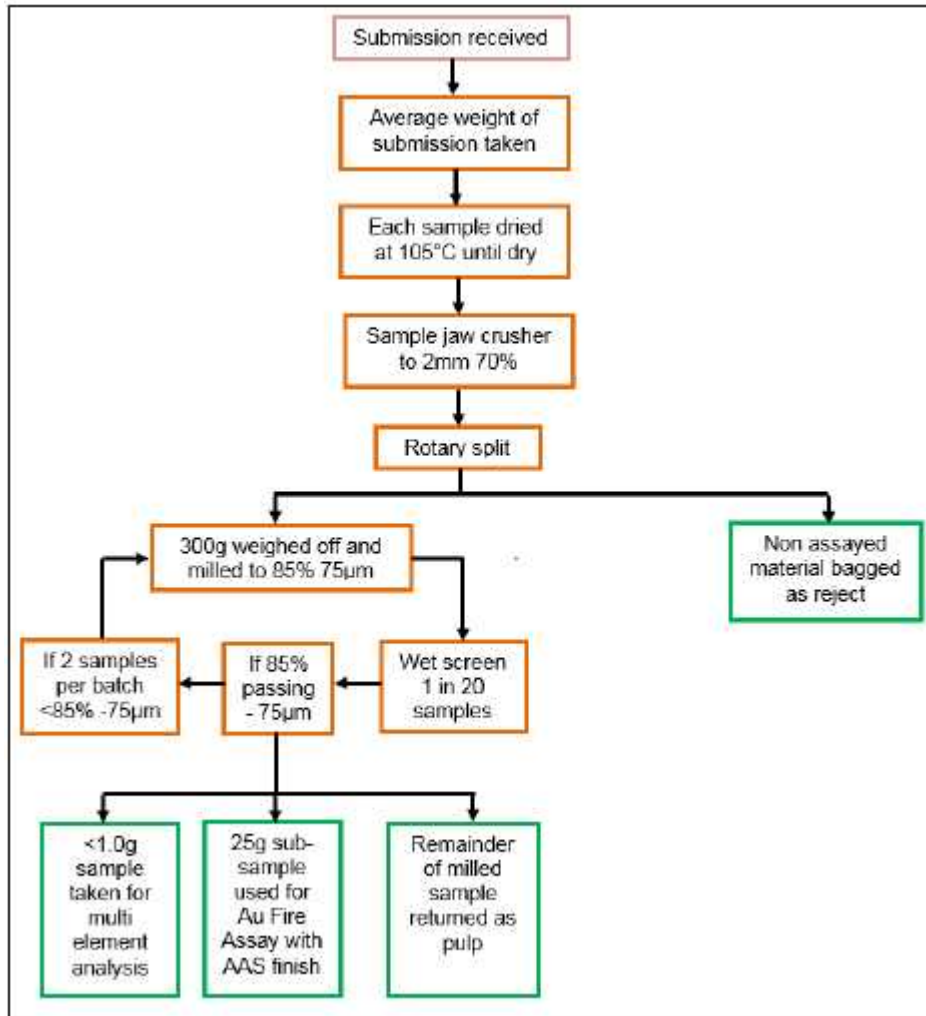 Submission received
Average weight of
submission taken
Each sample dried
at 105°C until dry
Sample jaw crusher
to 2mm 70%
Rotary split
300g weighed off and
milled to 85% 75µm
Non assayed
material bagged
as reject
If 2 samples
per batch
<85% -75µm
If 85%
passing
- 75µm
Wet screen
1 in 20
samples
<1.0g
sample
taken for
multi
element
analysis
25g sub-
sample
used for
Au Fire
Assay with
AAS finish
Remainder
of milled
sample
returned as
pulp